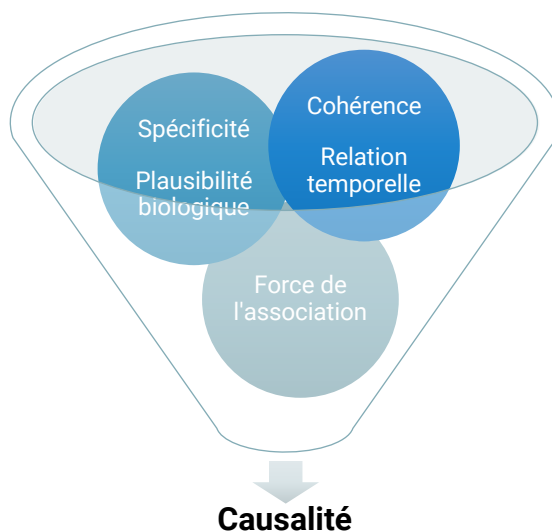 Spécificité
Plausibilité
biologique
Cohérence
Relation
temporelle
Force de
l'association
Causalité